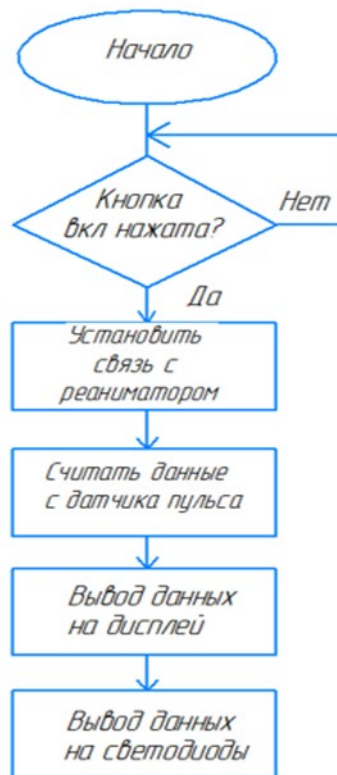 Начало
Кнопка
вкл нажата?
Нет
Да
Установить
связь с
реаниматором
Считать данные
с датчика пульса
Вывод данных
на дисплей
Вывод данных
на светодиоды